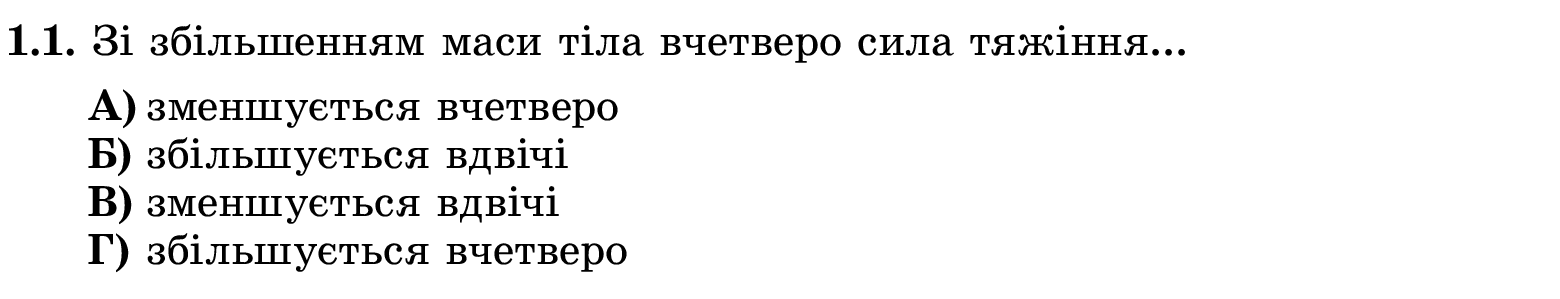 1.1. Зі збільшенням маси тіла вчетверо сила тяжіння...
А) зменшується вчетверо
Б) збільшується вдвічі
В) зменшується вдвічі
Г) збільшується вчетверо